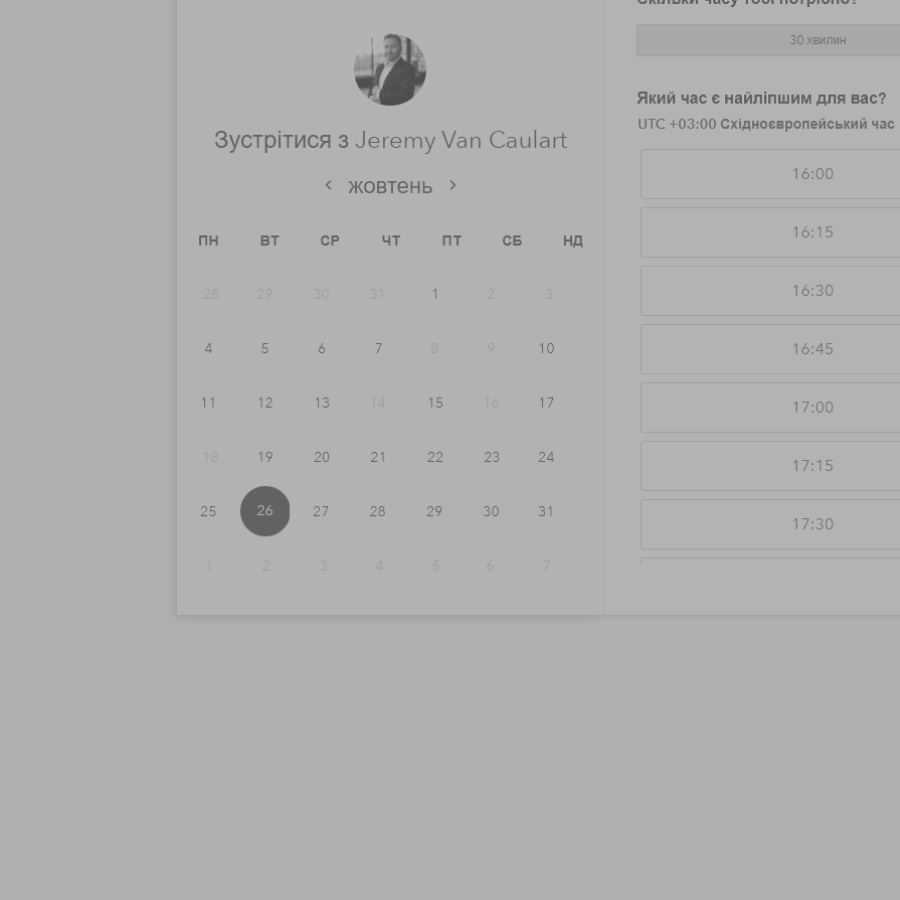 Скільки часу тобі потрібно?
30 хвилин
Який час є найліпшим для вас?
UTC +03:00 Східноєвропейський час
16:00
16:15
16:30
16:45
17:00
17:15
17:30
Зустрітися з Jeremy Van Caulart
жовтень
ПН ВТ СР ЧТ ПТ СБ НД
28 29 30 31 1 2 3
4 5 6 7 8 9 10
11 12 13 14 15 16 17
18 19 20 21 22 23 24
25 26 27 28 29 30 31
1 2 3 4 5 6 7